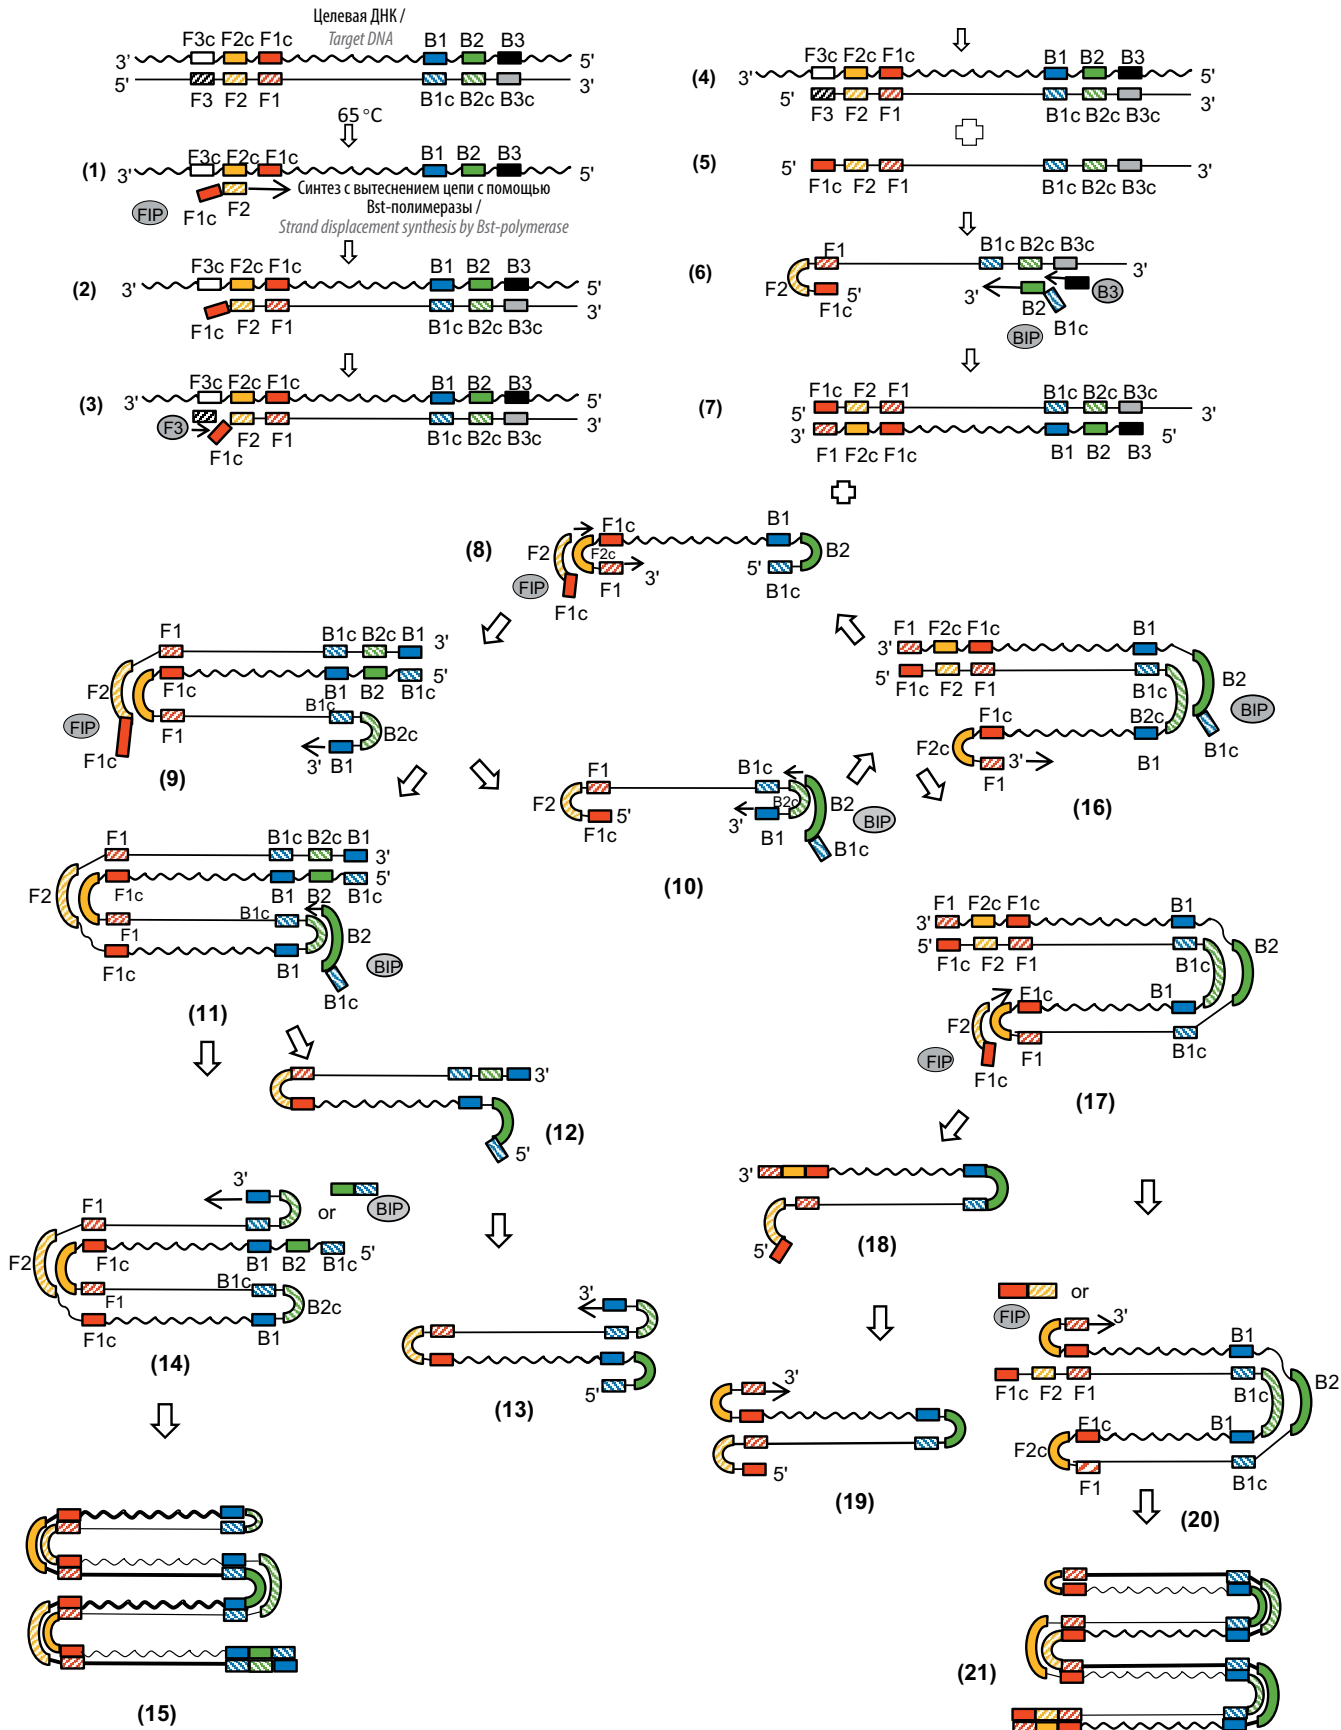 Целевая ДНК /
Target DNA
F3c F2c F1c B1 B2 B3
3' 5'
5' 3'
F3 F2 F1 B1c B2c B3c
65 °C
F3c F2c F1c B1 B2 B3
(1) 3' 5'
FIP F1c F2
Синтез с вытеснением цепи с помощью
Bst-полимеразы /
Strand displacement synthesis by Bst-polymerase
F3c F2c F1c B1 B2 B3
(2) 3' 5'
3'
F1c F2 F1 B1c B2c B3c
F3c F2c F1c B1 B2 B3
(3) 3' 5'
F3 3'
F2 F1 B1c B2c B3c
F1c
F3c F2c F1c B1 B2 B3
(4) 3' 5'
5' 3'
F3 F2 F1 B1c B2c B3c
(5) 5' 3'
F1c F2 F1 B1c B2c B3c
F1 B1c B2c B3c
(6) 3'
F2 5' 3' B3
F1c B2 B1c
BIP
F1c F2 F1 B1c B2c B3c
(7) 5' 3'
3' 5'
F1 F2c F1c B1 B2 B3
F1c B1
(8) F2 F2c B2
5'
FIP 3'
F1c F1 B1c
F1 B1c B2c B1
3'
5'
F2 F1c B1 B2 B1c
B1c
FIP F1 B2c
F1c 3' B1
(9)
F1 B1c
F2 B2c B2
5' 3' BIP
F1c B1 B1c
(10)
F1 F2c F1c B1
3'
5' B2
F1c F2 F1 B1c BIP
F1c B2c B1c
F2c
3' B1
F1
(16)
F1 B1c B2c B1
3'
5'
F2 F1c B1 B2 B1c
B1c
F1 B2
F1c B1 BIP
B1c
(11)
3'
5'
(12)
F1 F2c F1c B1
3'
5' B2
F1c F2 F1 B1c
F1c B1
F2
FIP F1 B1c
F1c
(17)
3'
F1 or BIP
F2 F1c B1 B2 B1c 5'
B1c
F1 B2c
F1c B1
(14)
3'
5'
(13)
3'
5'
(18)
3'
5'
(19)
or
FIP 3'
B1
F1c F2 F1 B1c B2
F1c B1
F2c
F1 B1c
(20)
(15)
(21)